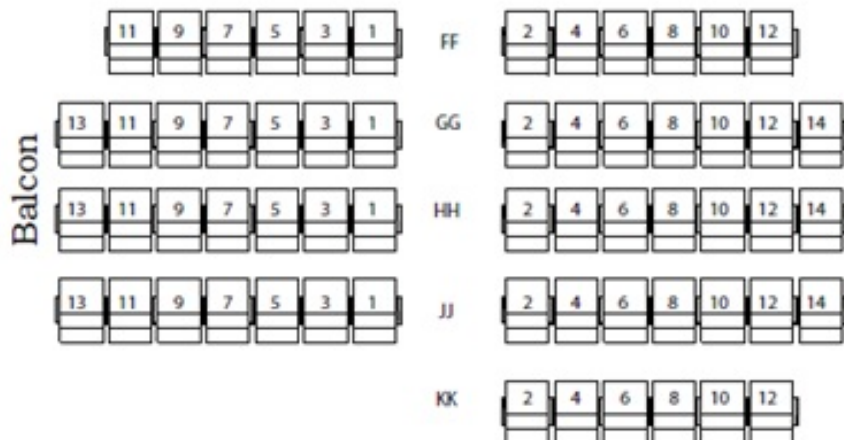 11 9 7 5 3 1 FF 2 4 6 8 10 12
Balcon
13 11 9 7 5 3 1 GG 2 4 6 8 10 12 14
13 11 9 7 5 3 1 HH 2 4 6 8 10 12 14
13 11 9 7 5 3 1 JJ 2 4 6 8 10 12 14
KK 2 4 6 8 10 12